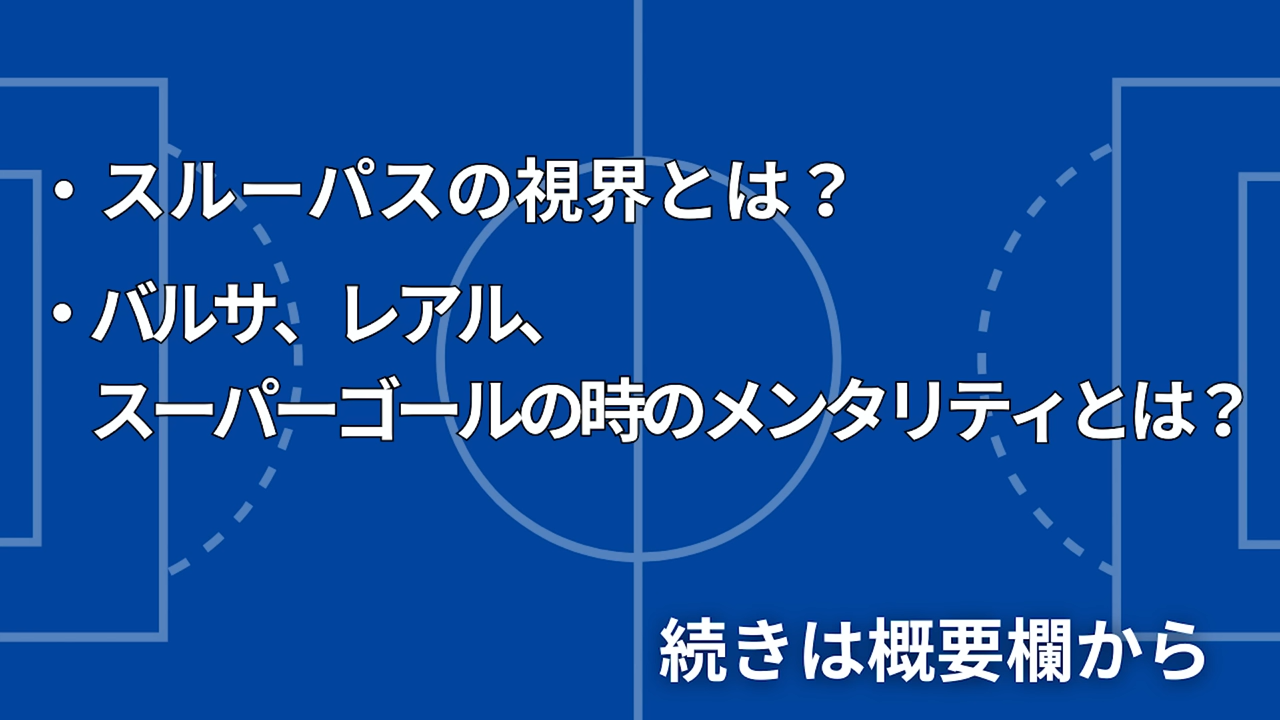 ・スルーパスの視界とは？
・バルサ、レアル、
スーパーゴールの時のメンタリティとは？
続きは概要欄から